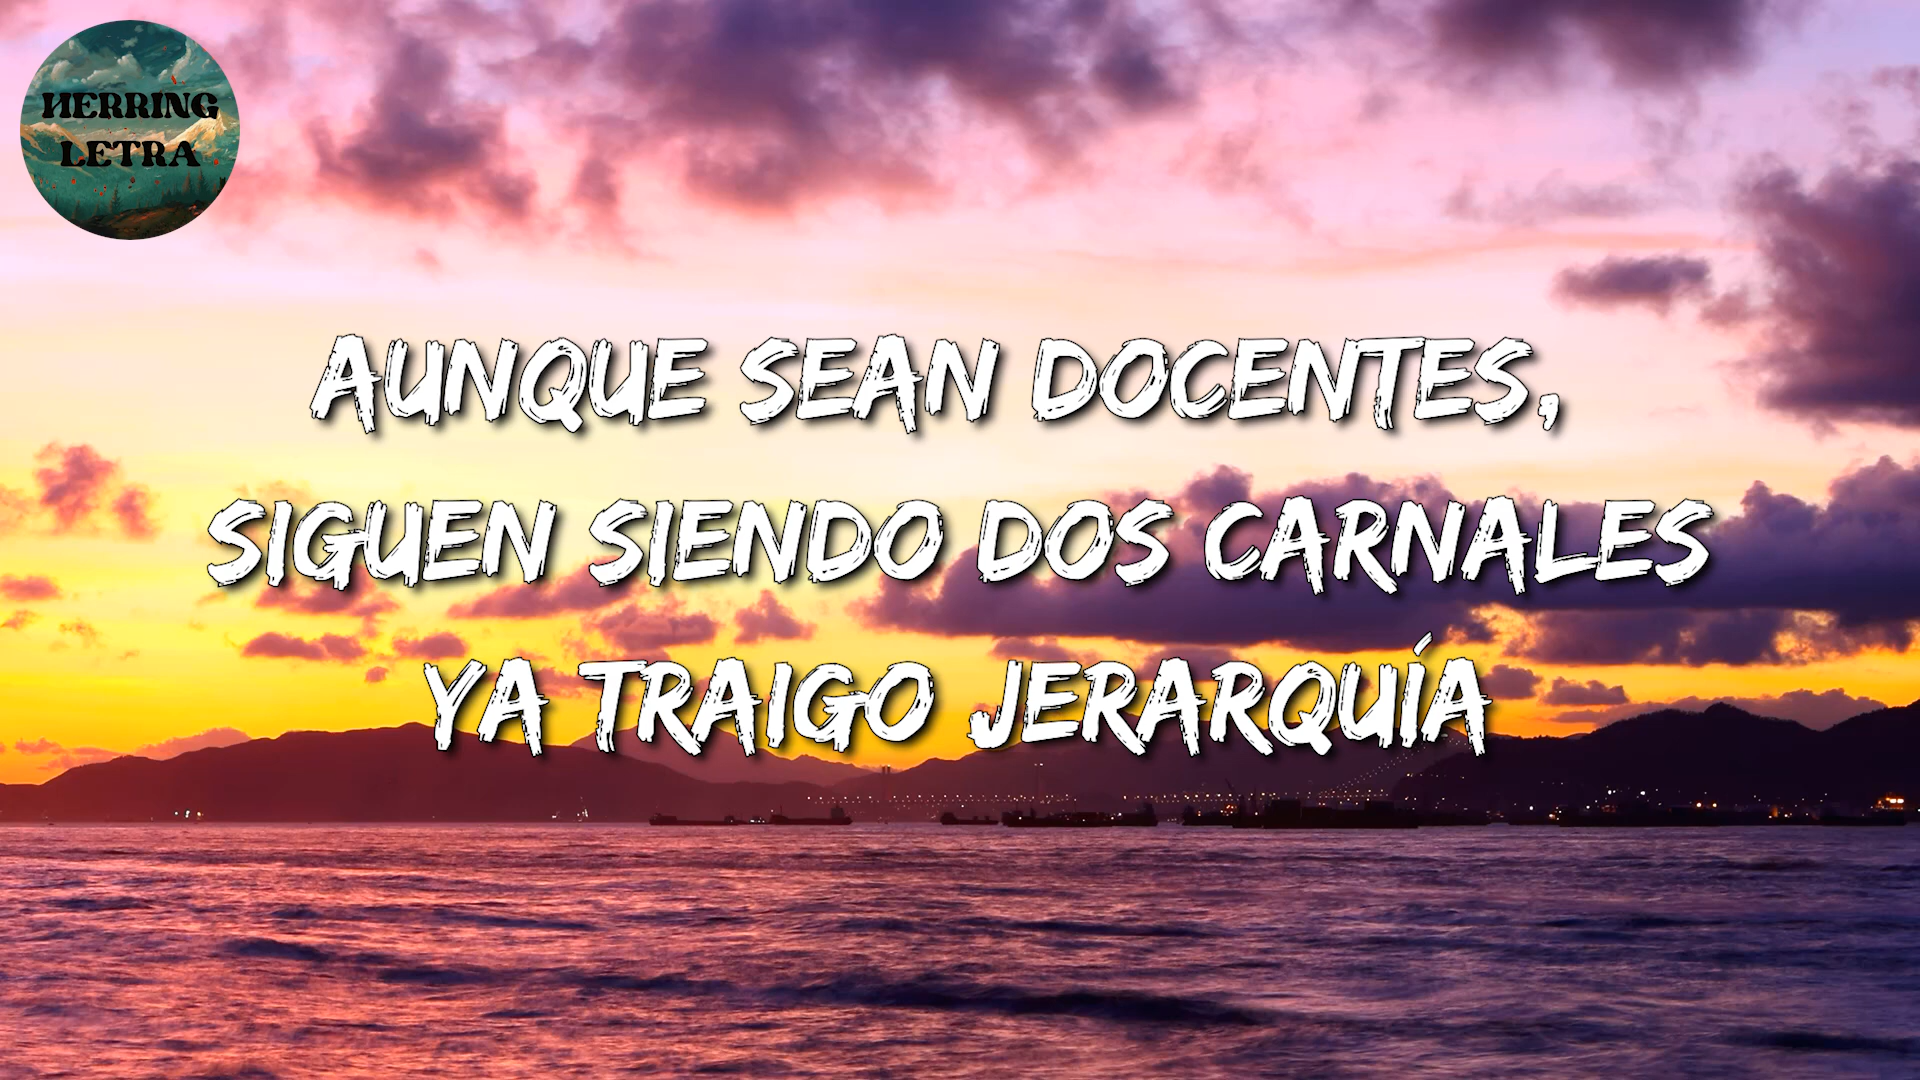 HERRING
LETRA
AUNQUE SEAN DOCENTES,
SIGUEN SIENDO DOS CARNALES
YA TRAIGO JERARQUÍA